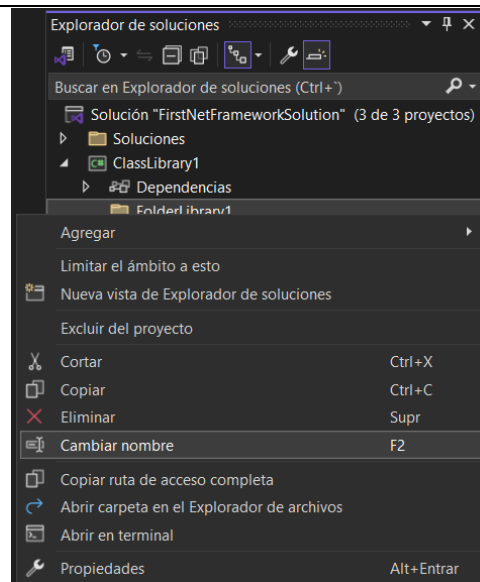 Explorador de soluciones
Buscar en Explorador de soluciones (Ctrl+`)
Solución "FirstNetFrameworkSolution" (3 de 3 proyectos)
Soluciones
C# ClassLibrary1
Dependencias
FolderLibrary1
Agregar
Limitar el ámbito a esto
Nueva vista de Explorador de soluciones
Excluir del proyecto
Cortar Ctrl+X
Copiar Ctrl+C
Eliminar Supr
Cambiar nombre F2
Copiar ruta de acceso completa
Abrir carpeta en el Explorador de archivos
Abrir en terminal
Propiedades Alt+Entrar